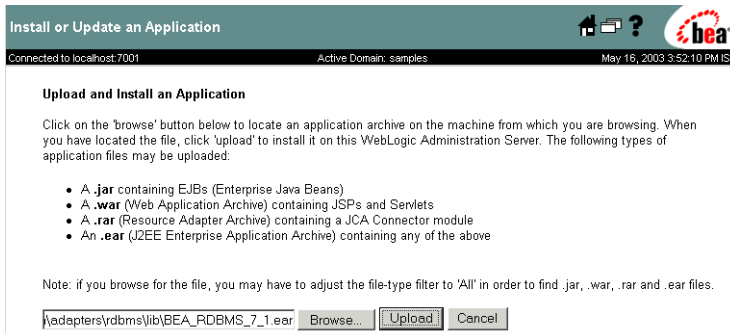 Install or Update an Application
?
bea
Connected to localhost:7001 Active Domain: samples May 16, 2003 3:52:10 PM IS
Upload and Install an Application
Click on the 'browse' button below to locate an application archive on the machine from which you are browsing. When
you have located the file, click 'upload' to install it on this WebLogic Administration Server. The following types of
application files may be uploaded:
• A .jar containing EJBs (Enterprise Java Beans)
• A .war (Web Application Archive) containing JSPs and Servlets
• A .rar (Resource Adapter Archive) containing a JCA Connector module
• An .ear (J2EE Enterprise Application Archive) containing any of the above
Note: if you browse for the file, you may have to adjust the file-type filter to 'All' in order to find .jar, .war, .rar and .ear files.
\adapters\rdbms\lib\BEA_RDBMS_7_1.ear Browse... Upload Cancel